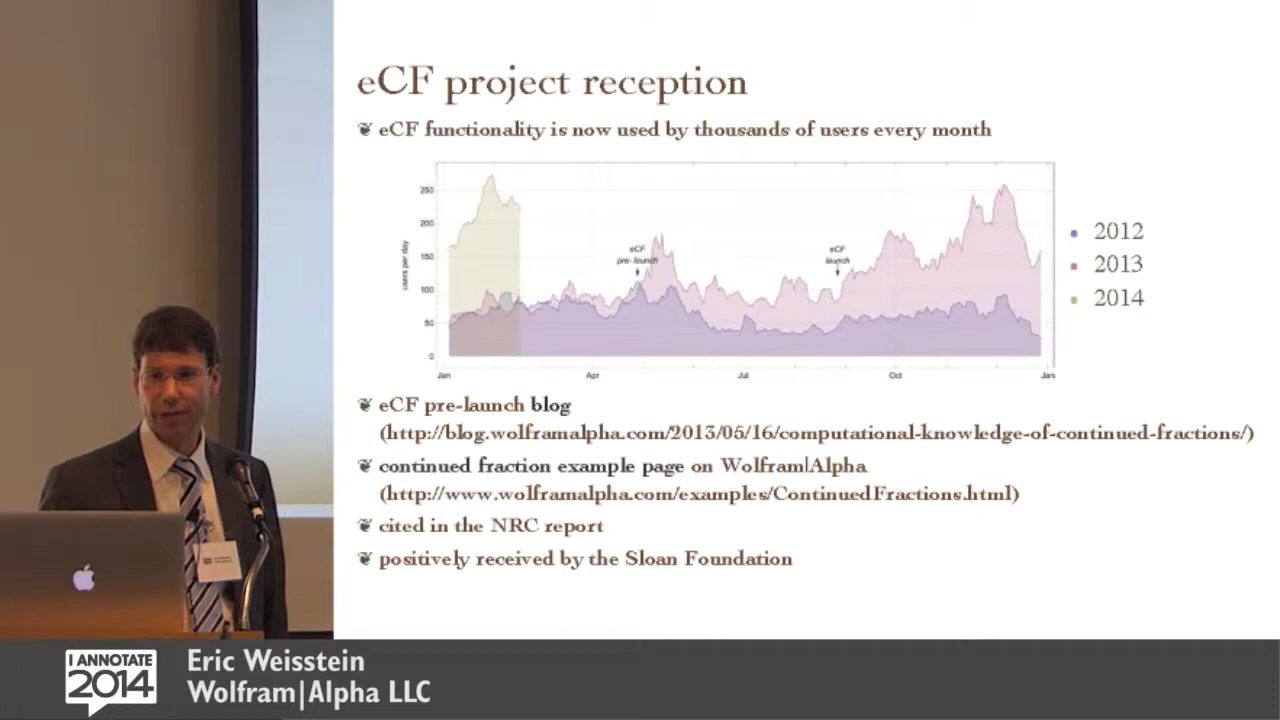 eCF project reception
eCF functionality is now used by thousands of users every month
250
200
150
100
50
0
users per day
eCF
pre-launch
eCF
launch
Jan
Apr
Jul
Oct
Jan
2012
2013
2014
eCF pre-launch blog
(http://blog.wolframalpha.com/2013/05/16/computational-knowledge-of-continued-fractions/)
continued fraction example page on Wolfram|Alpha
(http://www.wolframalpha.com/examples/ContinuedFractions.html)
cited in the NRC report
positively received by the Sloan Foundation
I ANNOTATE
2014
Eric Weisstein
Wolfram|Alpha LLC